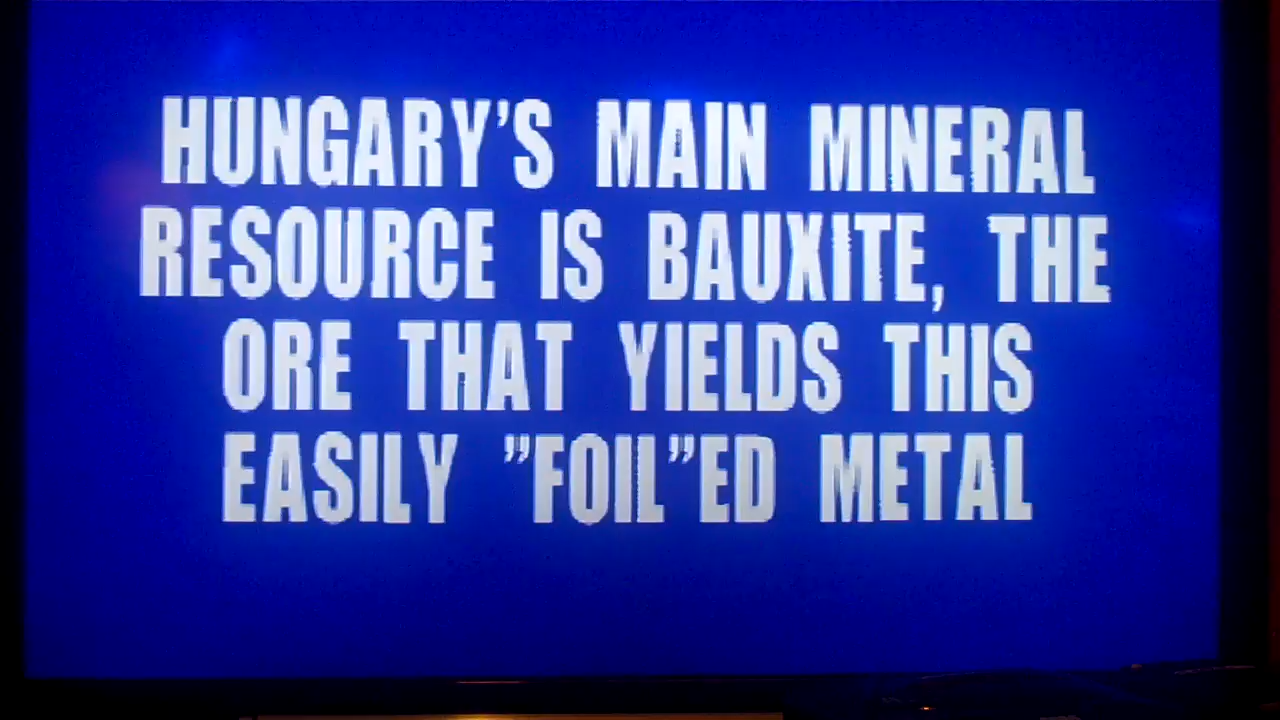 HUNGARY'S MAIN MINERAL
RESOURCE IS BAUXITE, THE
ORE THAT YIELDS THIS
EASILY "FOIL"ED METAL